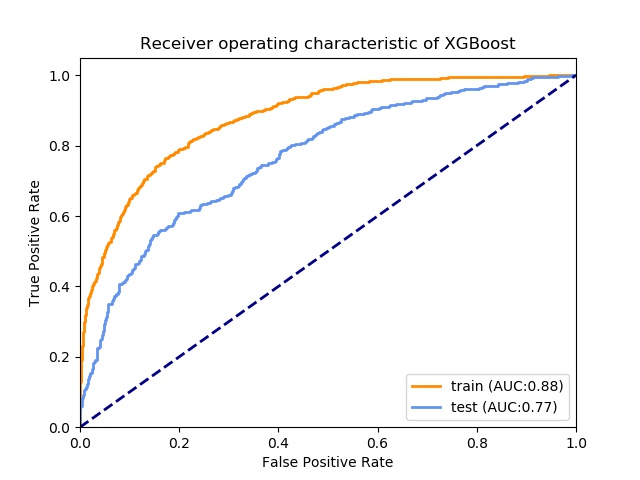 Receiver operating characteristic of XGBoost
1.0
0.8
0.6
0.4
0.2
0.0
True Positive Rate
0.0 0.2 0.4 0.6 0.8 1.0
False Positive Rate
train (AUC:0.88)
test (AUC:0.77)